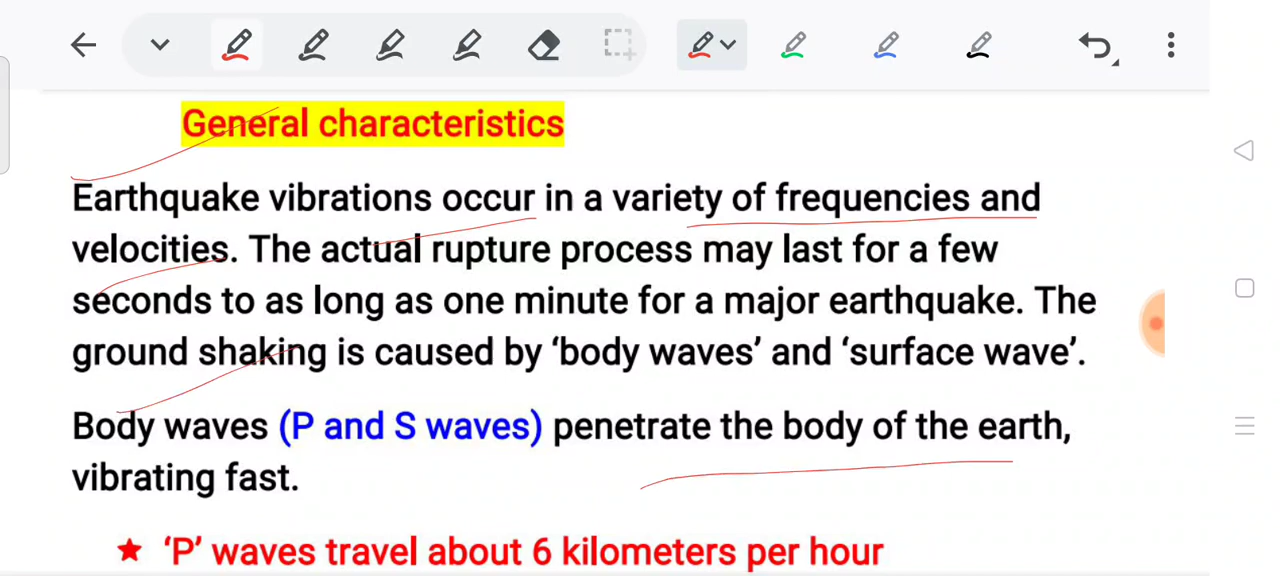 General characteristics
Earthquake vibrations occur in a variety of frequencies and
velocities. The actual rupture process may last for a few
seconds to as long as one minute for a major earthquake. The
ground shaking is caused by ‘body waves’ and ‘surface wave’.
Body waves (P and S waves) penetrate the body of the earth,
vibrating fast.
★ ‘P’ waves travel about 6 kilometers per hour